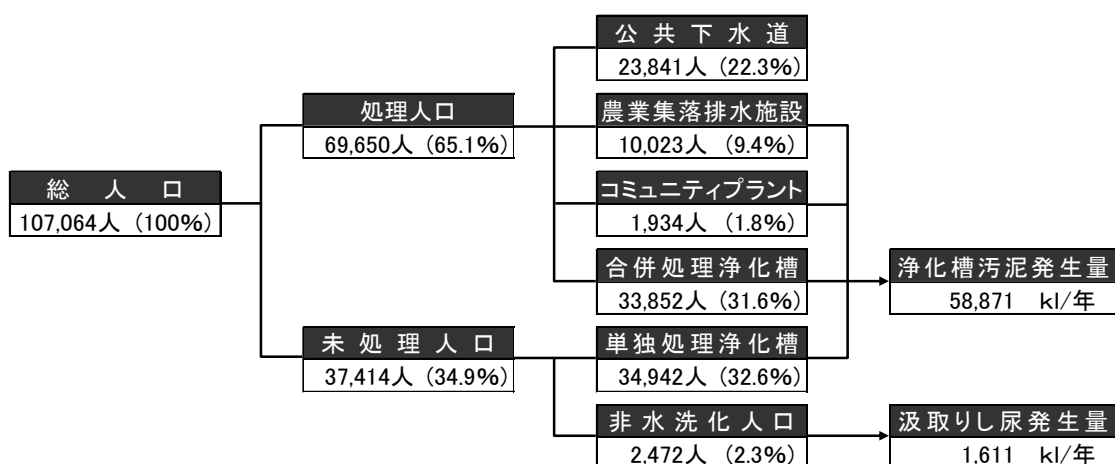 公共下水道
23,841人 (22.3%)
処理人口
69,650人 (65.1%)
農業集落排水施設
10,023人 (9.4%)
総人口
107,064人 (100%)
コミュニティプラント
1,934人 (1.8%)
合併処理浄化槽
33,852人 (31.6%)
浄化槽汚泥発生量
58,871 kl/年
未処理人口
37,414人 (34.9%)
単独処理浄化槽
34,942人 (32.6%)
非水洗化人口
2,472人 (2.3%)
汲取りし尿発生量
1,611 kl/年